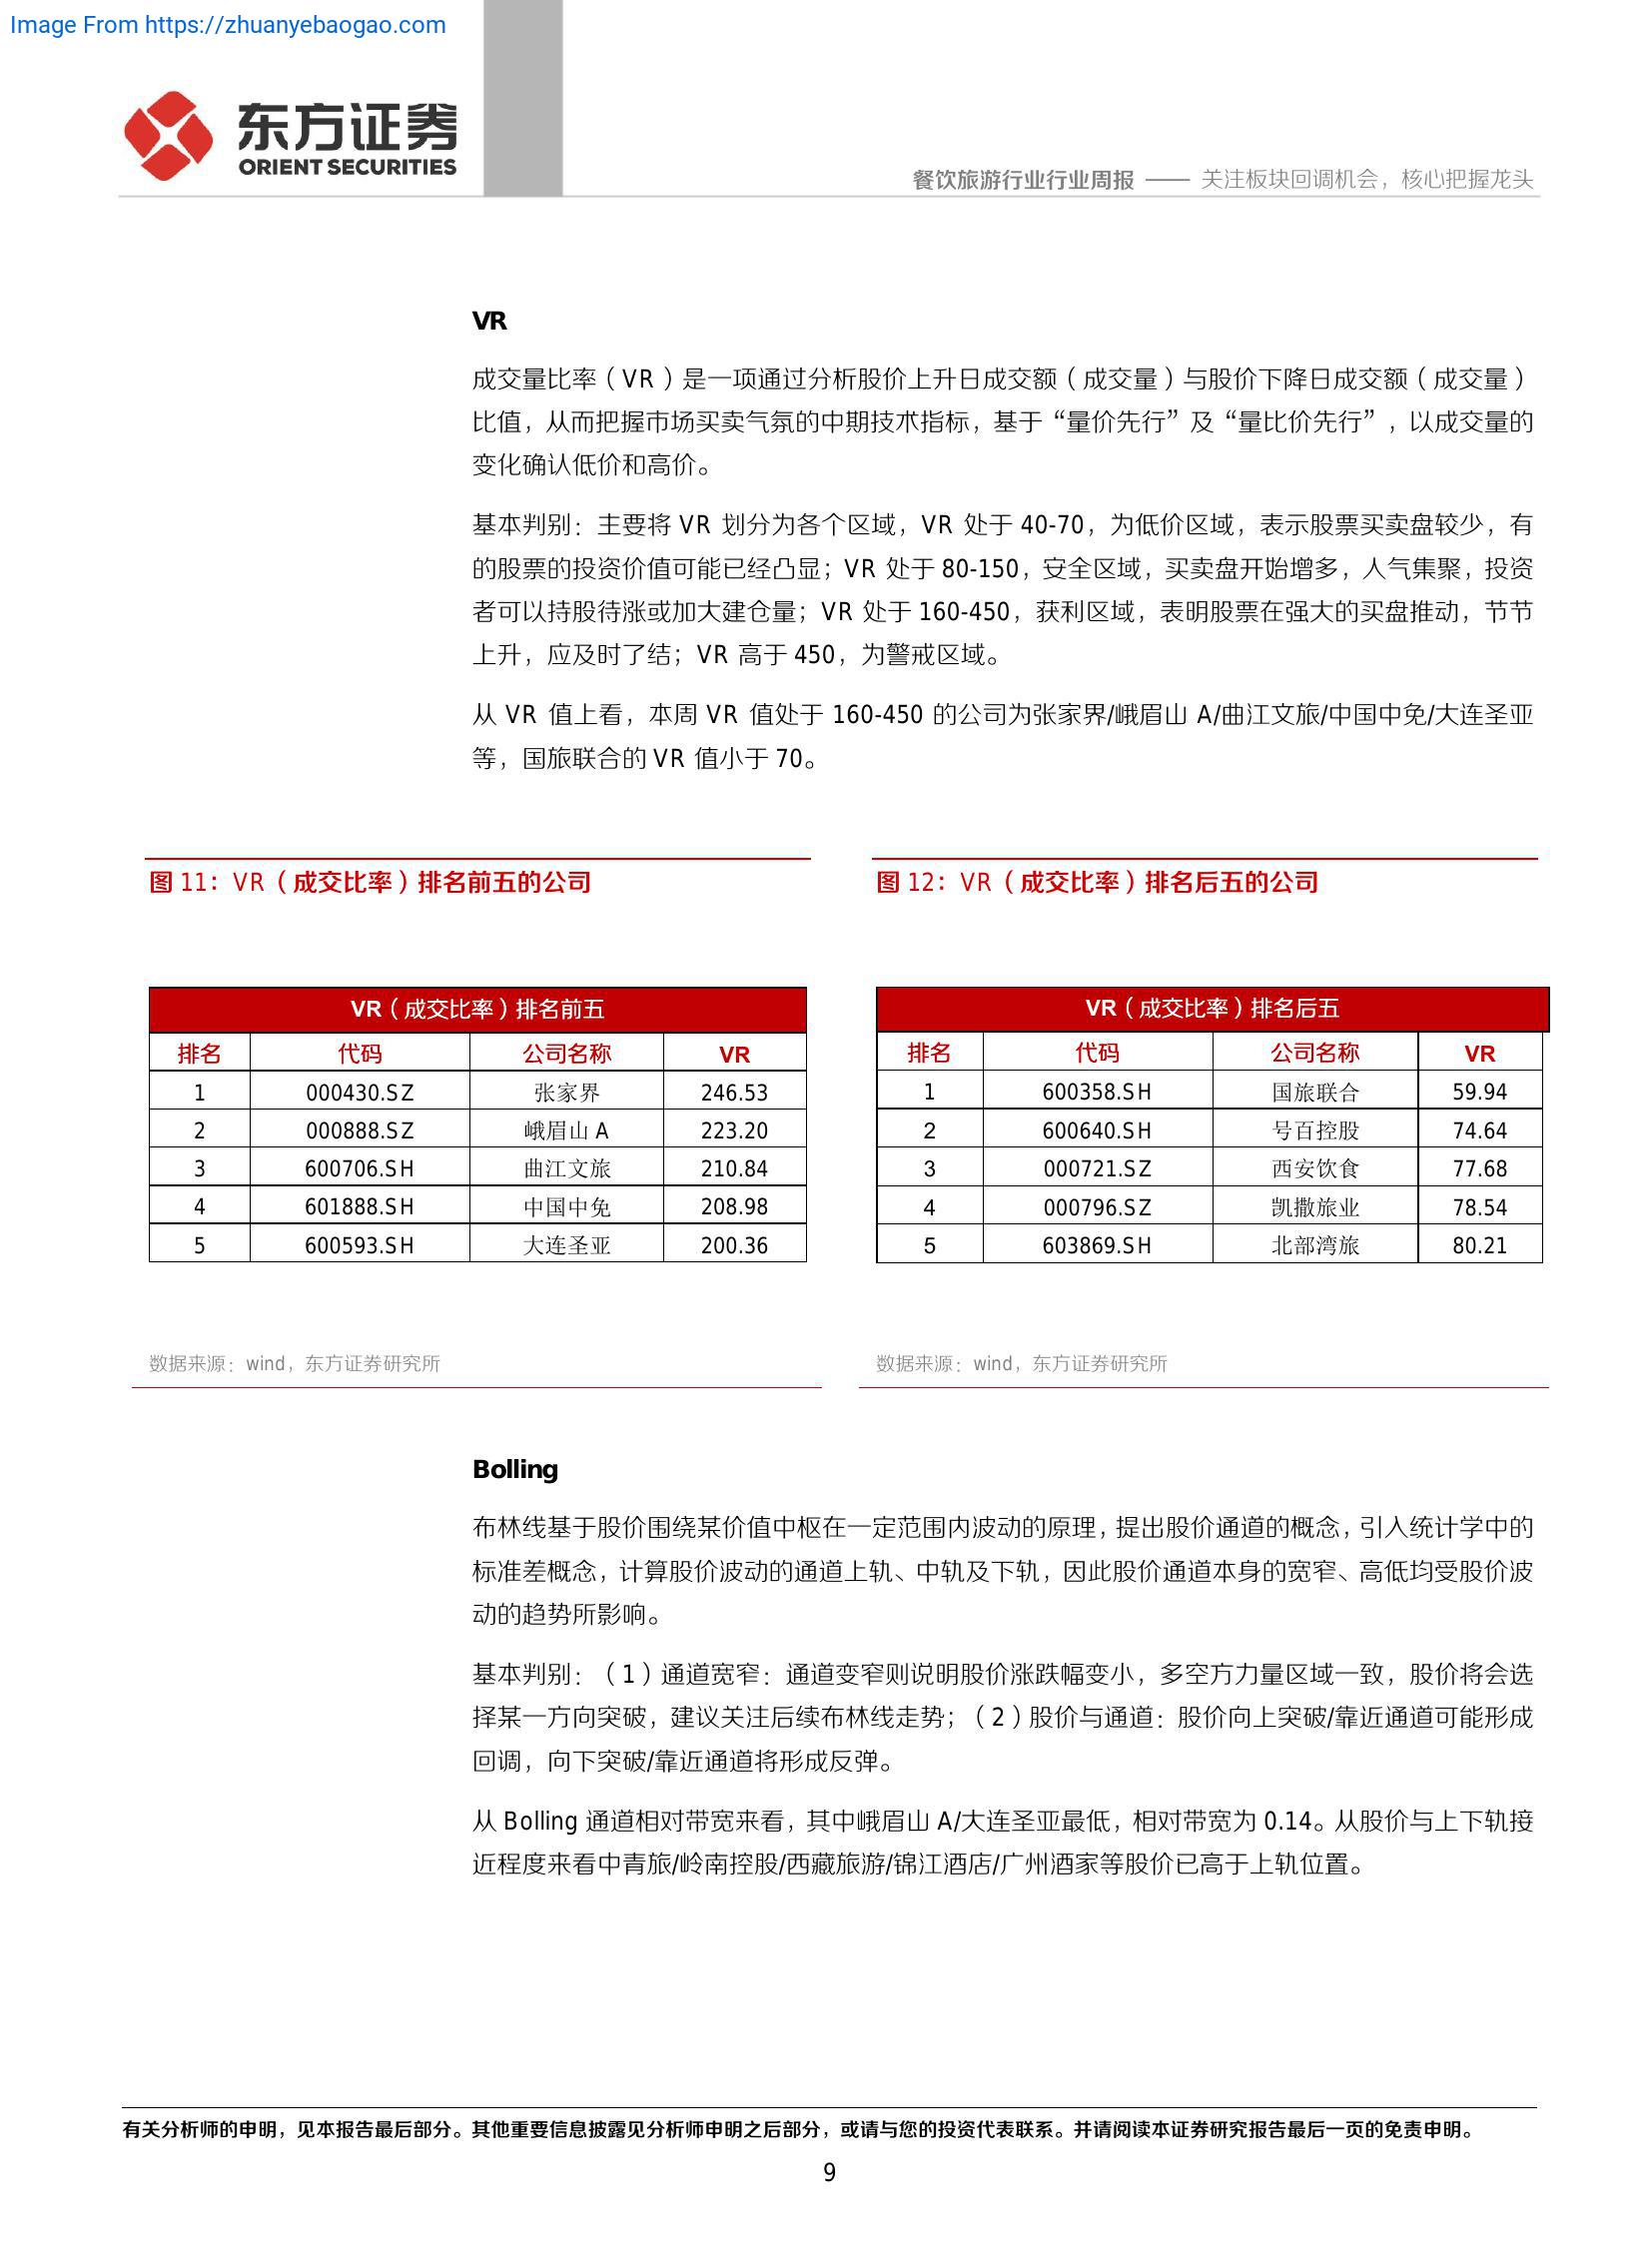 Image From https://zhuanyebaogao.com
东方证券
ORIENT SECURITIES
餐饮旅游行业行业周报 —— 关注板块回调机会，核心把握龙头
VR
成交量比率（VR）是一项通过分析股价上升日成交额（成交量）与股价下降日成交额（成交量）
比值，从而把握市场买卖气氛的中期技术指标，基于“量价先行”及“量比价先行”，以成交量的
变化确认低价和高价。
基本判别：主要将 VR 划分为各个区域，VR 处于 40-70，为低价区域，表示股票买卖盘较少，有
的股票的投资价值可能已经凸显；VR 处于 80-150，安全区域，买卖盘开始增多，人气集聚，投资
者可以持股待涨或加大建仓量；VR 处于 160-450，获利区域，表明股票在强大的买盘推动，节节
上升，应及时了结；VR 高于 450，为警戒区域。
从 VR 值上看，本周 VR 值处于 160-450 的公司为张家界/峨眉山 A/曲江文旅/中国中免/大连圣亚
等，国旅联合的 VR 值小于 70。
图 11：VR（成交比率）排名前五的公司
VR（成交比率）排名前五
排名 代码 公司名称 VR
1 000430.SZ 张家界 246.53
2 000888.SZ 峨眉山 A 223.20
3 600706.SH 曲江文旅 210.84
4 601888.SH 中国中免 208.98
5 600593.SH 大连圣亚 200.36
数据来源：wind，东方证券研究所
图 12：VR（成交比率）排名后五的公司
VR（成交比率）排名后五
排名 代码 公司名称 VR
1 600358.SH 国旅联合 59.94
2 600640.SH 号百控股 74.64
3 000721.SZ 西安饮食 77.68
4 000796.SZ 凯撒旅业 78.54
5 603869.SH 北部湾旅 80.21
数据来源：wind，东方证券研究所
Bolling
布林线基于股价围绕某价值中枢在一定范围内波动的原理，提出股价通道的概念，引入统计学中的
标准差概念，计算股价波动的通道上轨、中轨及下轨，因此股价通道本身的宽窄、高低均受股价波
动的趋势所影响。
基本判别：（1）通道宽窄：通道变窄则说明股价涨跌幅变小，多空方力量区域一致，股价将会选
择某一方向突破，建议关注后续布林线走势；（2）股价与通道：股价向上突破/靠近通道可能形成
回调，向下突破/靠近通道将形成反弹。
从 Bolling 通道相对带宽来看，其中峨眉山 A/大连圣亚最低，相对带宽为 0.14。从股价与上下轨接
近程度来看中青旅/岭南控股/西藏旅游/锦江酒店/广州酒家等股价已高于上轨位置。
有关分析师的申明，见本报告最后部分。其他重要信息披露见分析师申明之后部分，或请与您的投资代表联系。并请阅读本证券研究报告最后一页的免责申明。
9